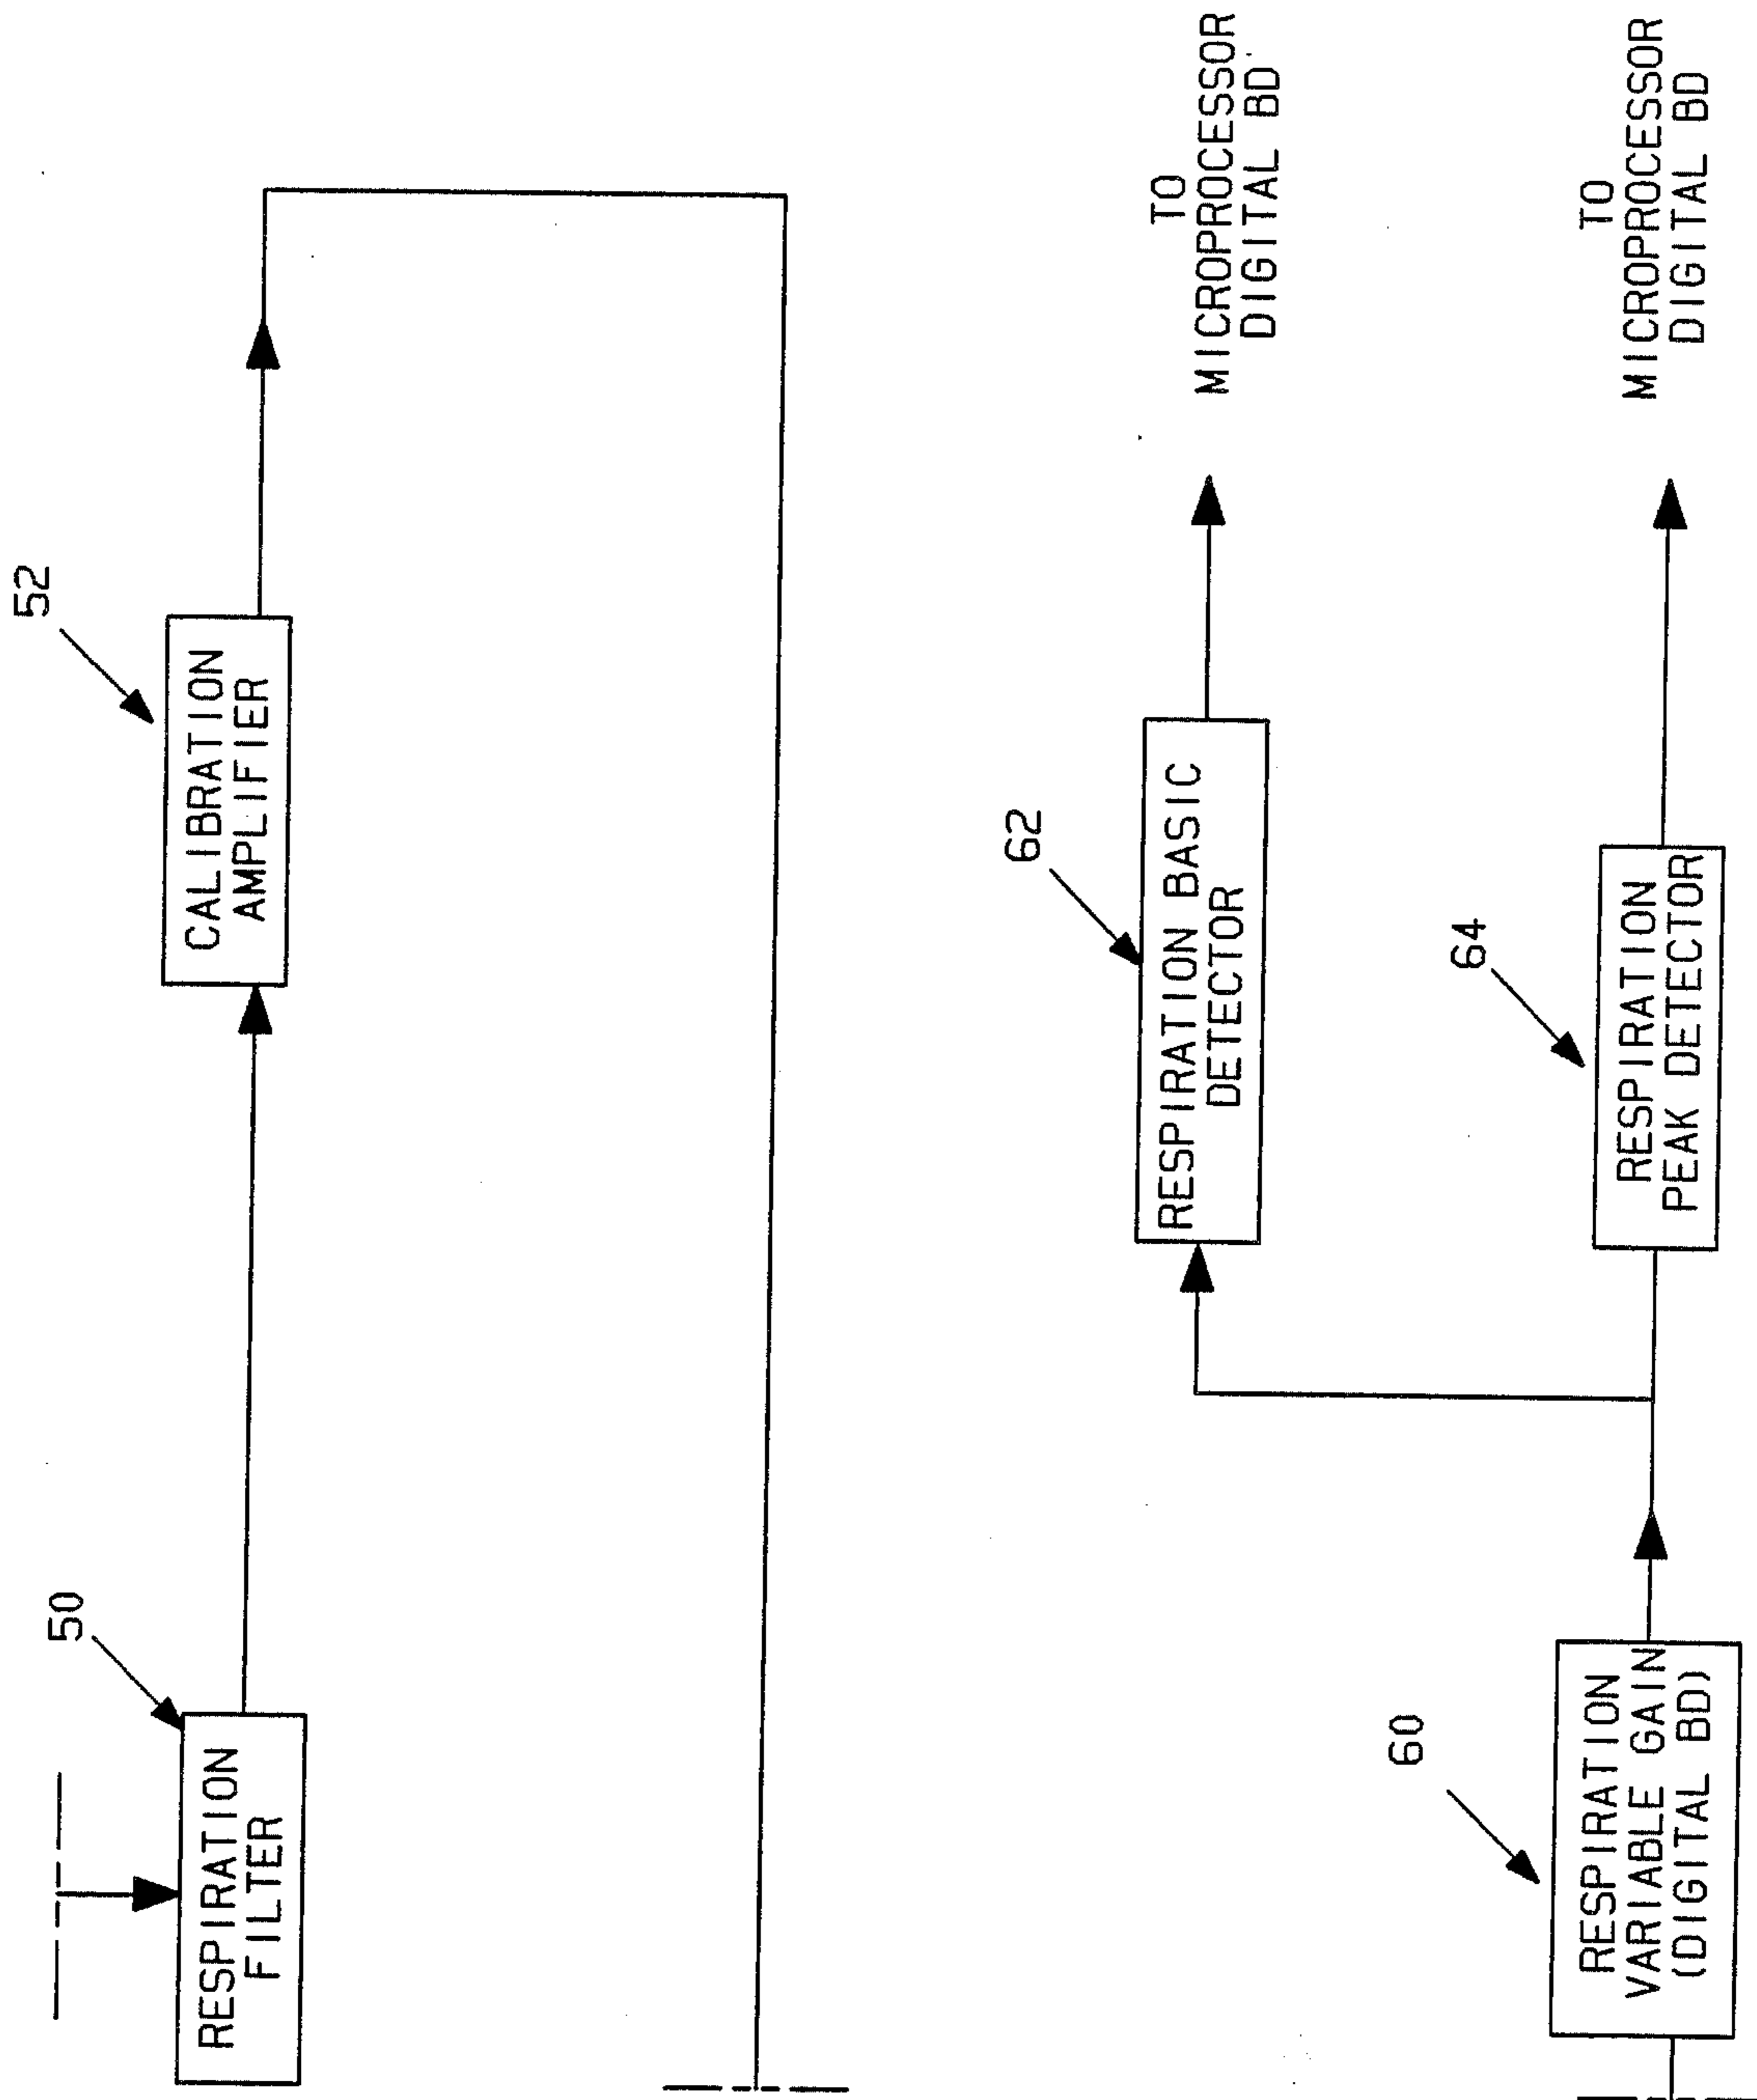 50
RESPIRATION
FILTER
52
CALIBRATION
AMPLIFIER
60
RESPIRATION
VARIABLE GAIN
(DIGITAL BD)
62
RESPIRATION BASIC
DETECTOR
TO
MICROPROCESSOR
DIGITAL BD
64
RESPIRATION
PEAK DETECTOR
TO
MICROPROCESSOR
DIGITAL BD